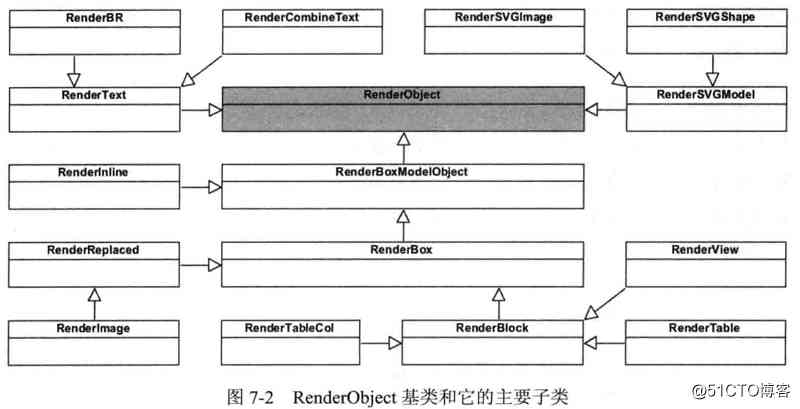 RenderBR
RenderCombineText
RenderSVGImage
RenderSVGShape
RenderText
RenderObject
RenderSVGModel
RenderInline
RenderBoxModelObject
RenderReplaced
RenderBox
RenderView
RenderImage
RenderTableCol
RenderBlock
RenderTable
图 7-2 RenderObject 基类和它的主要子类
@51CTO博客